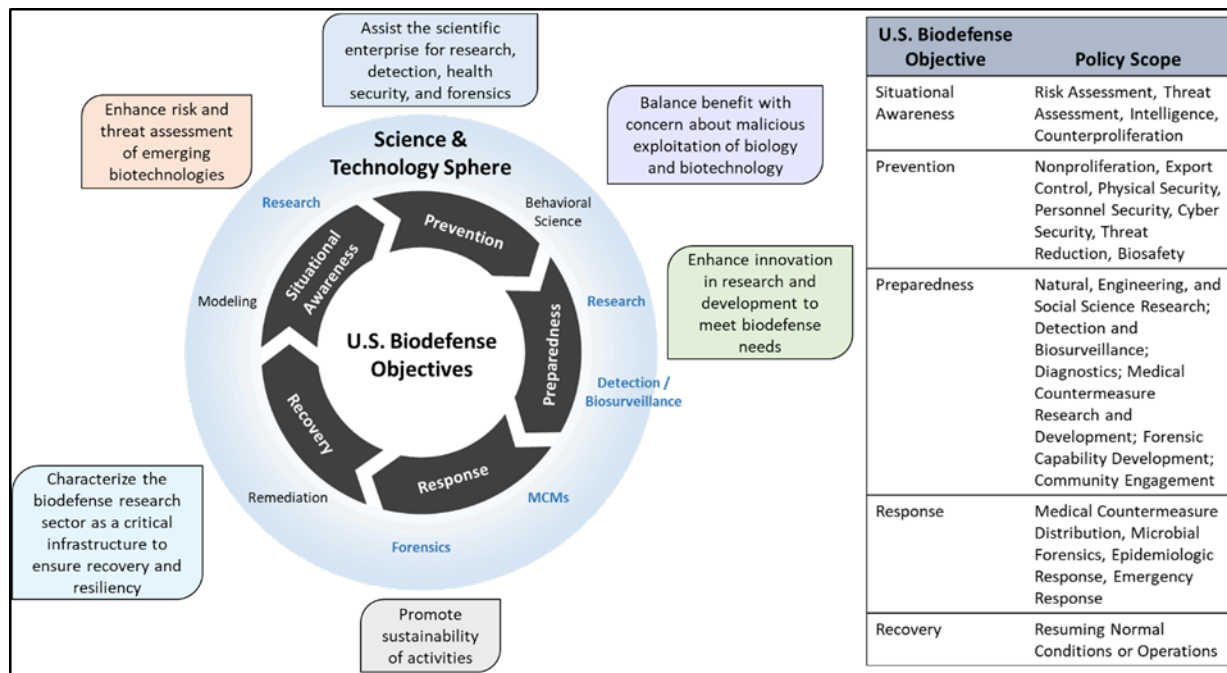 Assist the scientific
enterprise for research,
detection, health
security, and forensics
Enhance risk and
threat assessment
of emerging
biotechnologies
Balance benefit with
concern about malicious
exploitation of biology
and biotechnology
Science &
Technology Sphere
Research
Behavioral
Science
Prevention
Situational
Awareness
Enhance innovation
in research and
development to
meet biodefense
needs
Modeling
Research
U.S. Biodefense
Objectives
Preparedness
Detection /
Biosurveillance
Recovery
Response
Characterize the
biodefense research
sector as a critical
infrastructure to
ensure recovery and
resiliency
Remediation
MCMs
Forensics
Promote
sustainability
of activities
U.S. Biodefense
Objective
Policy Scope
Situational
Awareness
Risk Assessment, Threat
Assessment, Intelligence,
Counterproliferation
Prevention
Nonproliferation, Export
Control, Physical Security,
Personnel Security, Cyber
Security, Threat
Reduction, Biosafety
Preparedness
Natural, Engineering, and
Social Science Research;
Detection and
Biosurveillance;
Diagnostics; Medical
Countermeasure
Research and
Development; Forensic
Capability Development;
Community Engagement
Response
Medical Countermeasure
Distribution, Microbial
Forensics, Epidemiologic
Response, Emergency
Response
Recovery
Resuming Normal
Conditions or Operations